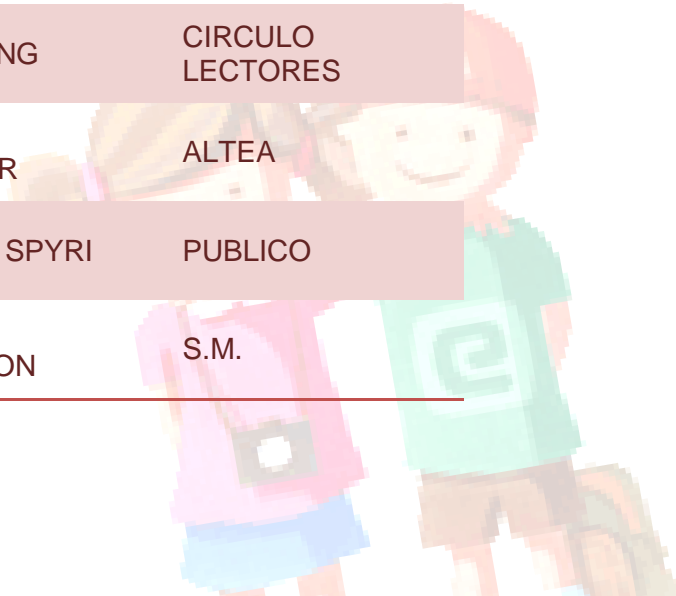 NG
CIRCULO
LECTORES
R
ALTEA
SPYRI
PUBLICO
ON
S.M.